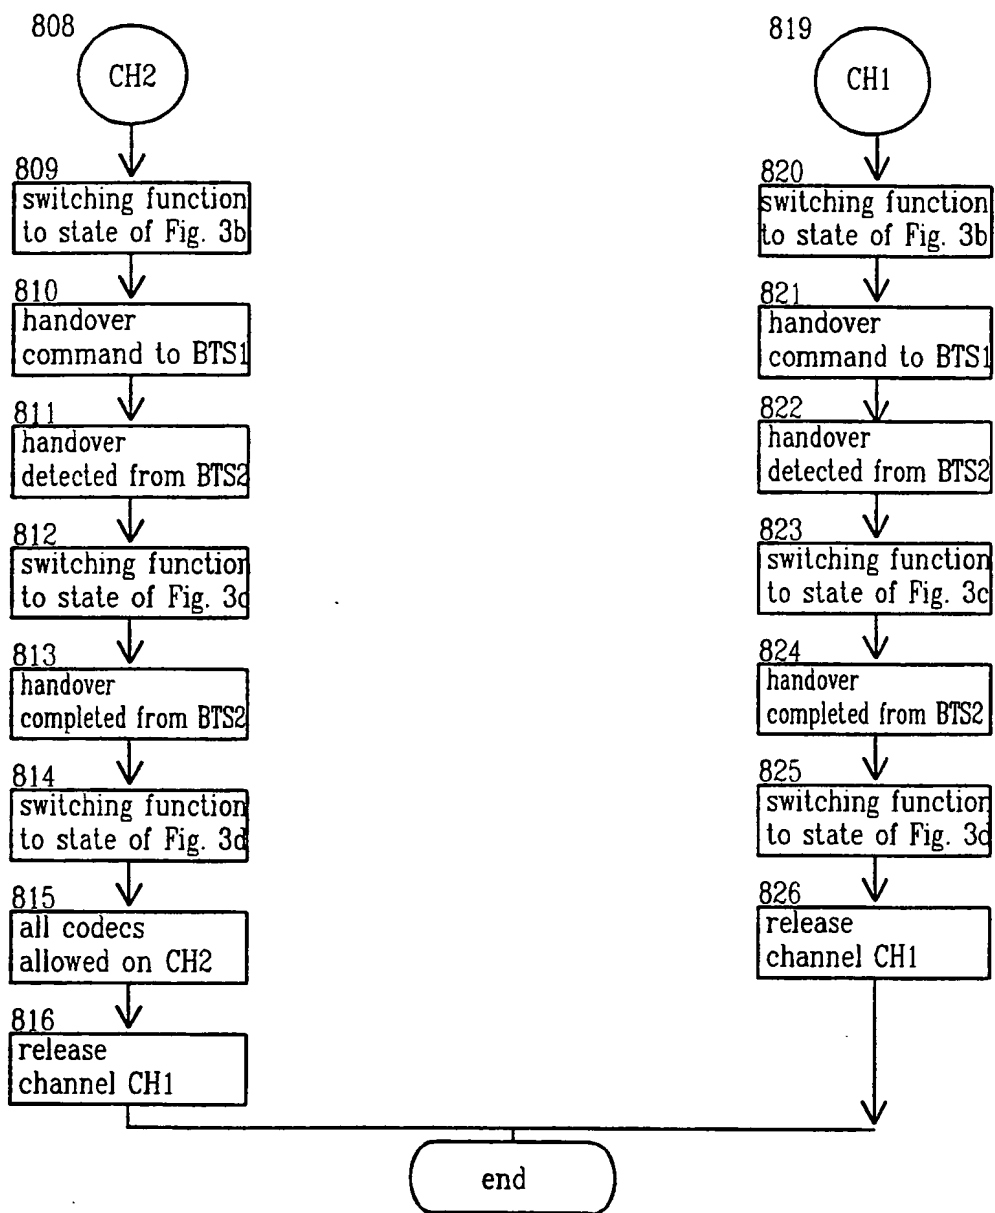 808
CH2
809
switching function
to state of Fig. 3b
810
handover
command to BTS1
811
handover
detected from BTS2
812
switching function
to state of Fig. 3c
813
handover
completed from BTS2
814
switching function
to state of Fig. 3d
815
all codecs
allowed on CH2
816
release
channel CH1
819
CH1
820
switching function
to state of Fig. 3b
821
handover
command to BTS1
822
handover
detected from BTS2
823
switching function
to state of Fig. 3c
824
handover
completed from BTS2
825
switching function
to state of Fig. 3d
826
release
channel CH1
end